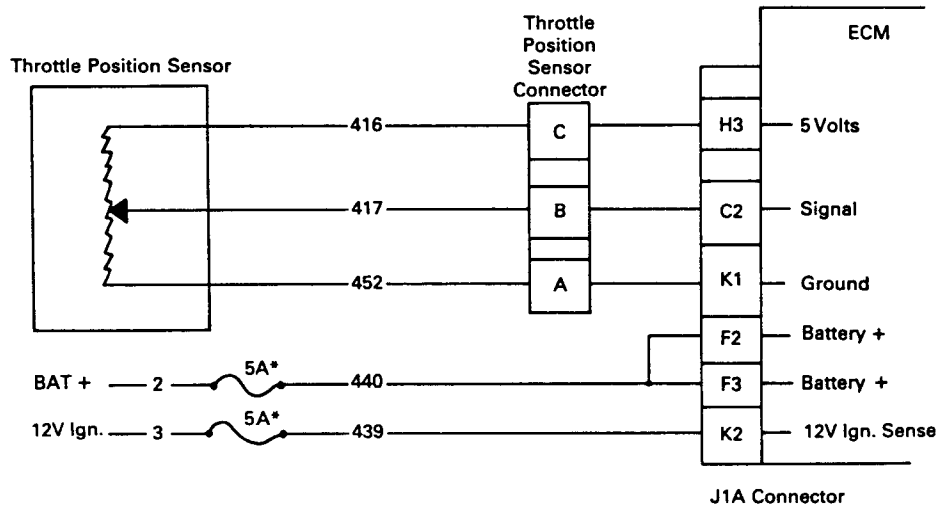 ECM
Throttle
Position
Sensor
Connector
Throttle Position Sensor
416
C
H3
5 Volts
417
B
C2
Signal
452
A
K1
Ground
F2
Battery +
BAT +
2
5A*
440
F3
Battery +
12V Ign.
3
5A*
439
K2
12V Ign. Sense
J1A Connector